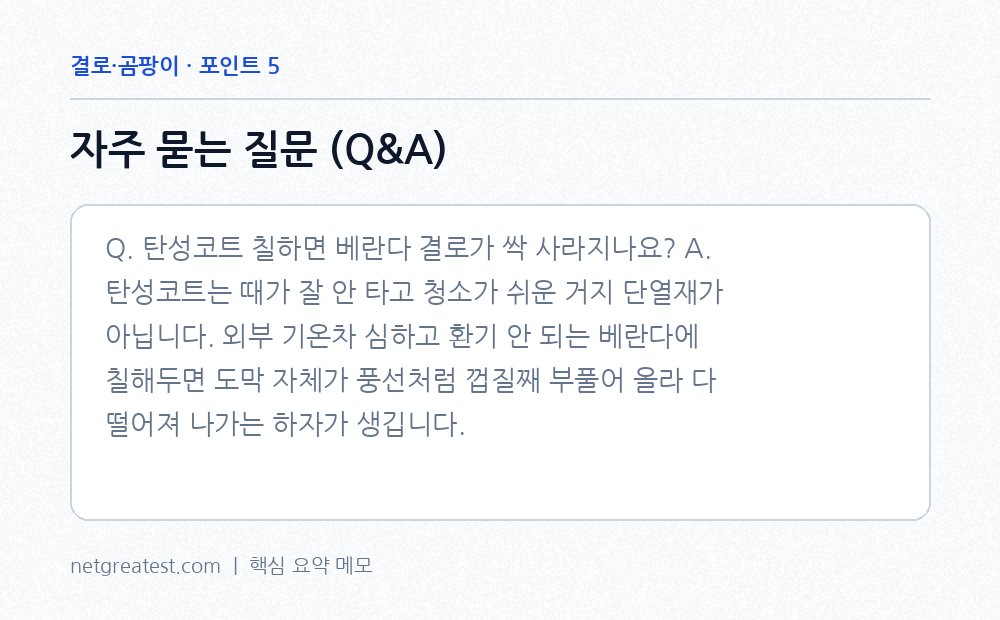 결로·곰팡이 · 포인트 5
자주 묻는 질문 (Q&A)
Q. 탄성코트 칠하면 베란다 결로가 싹 사라지나요? A.
탄성코트는 때가 잘 안 타고 청소가 쉬운 거지 단열재가
아닙니다. 외부 기온차 심하고 환기 안 되는 베란다에
칠해두면 도막 자체가 풍선처럼 껍질째 부풀어 올라 다
떨어져 나가는 하자가 생깁니다.
netgreatest.com | 핵심 요약 메모